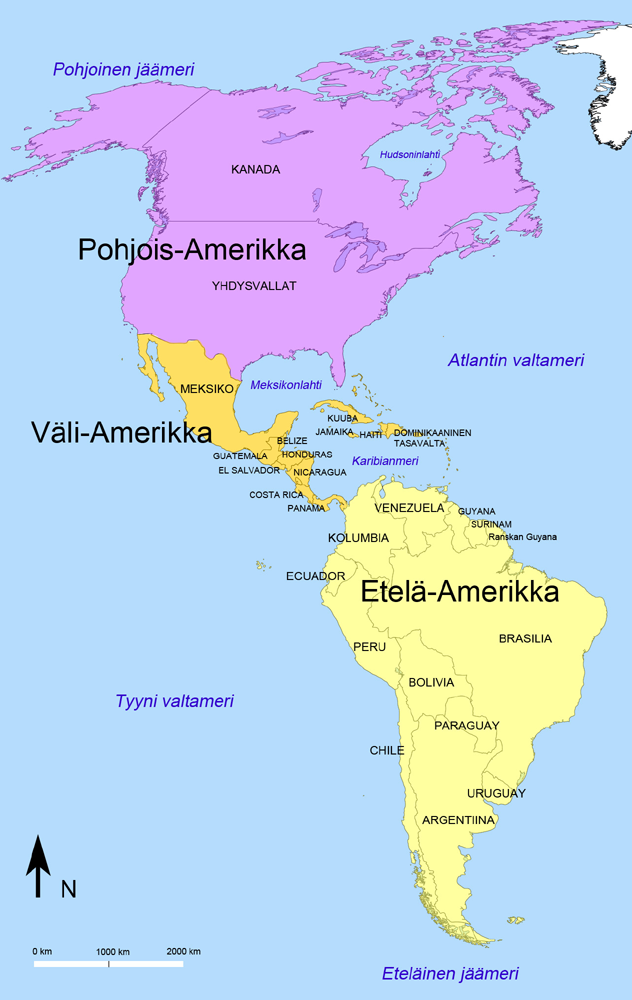 Pohjoinen jäämeri
Hudsoninlahti
KANADA
Pohjois-Amerikka
YHDYSVALLAT
Atlantin valtameri
MEKSIKO
Meksikonlahti
KUUBA
Väli-Amerikka
JAMAIKA
HAITI
DOMINIKAANINEN
TASAVALTA
BELIZE
GUATEMALA
HONDURAS
Karibianmeri
EL SALVADOR
NICARAGUA
COSTA RICA
PANAMA
VENEZUELA
GUYANA
SURINAM
Ranskan Guyana
KOLUMBIA
ECUADOR
Etelä-Amerikka
BRASILIA
PERU
BOLIVIA
Tyyni valtameri
PARAGUAY
CHILE
URUGUAY
ARGENTIINA
N
0 km 1000 km 2000 km
Eteläinen jäämeri